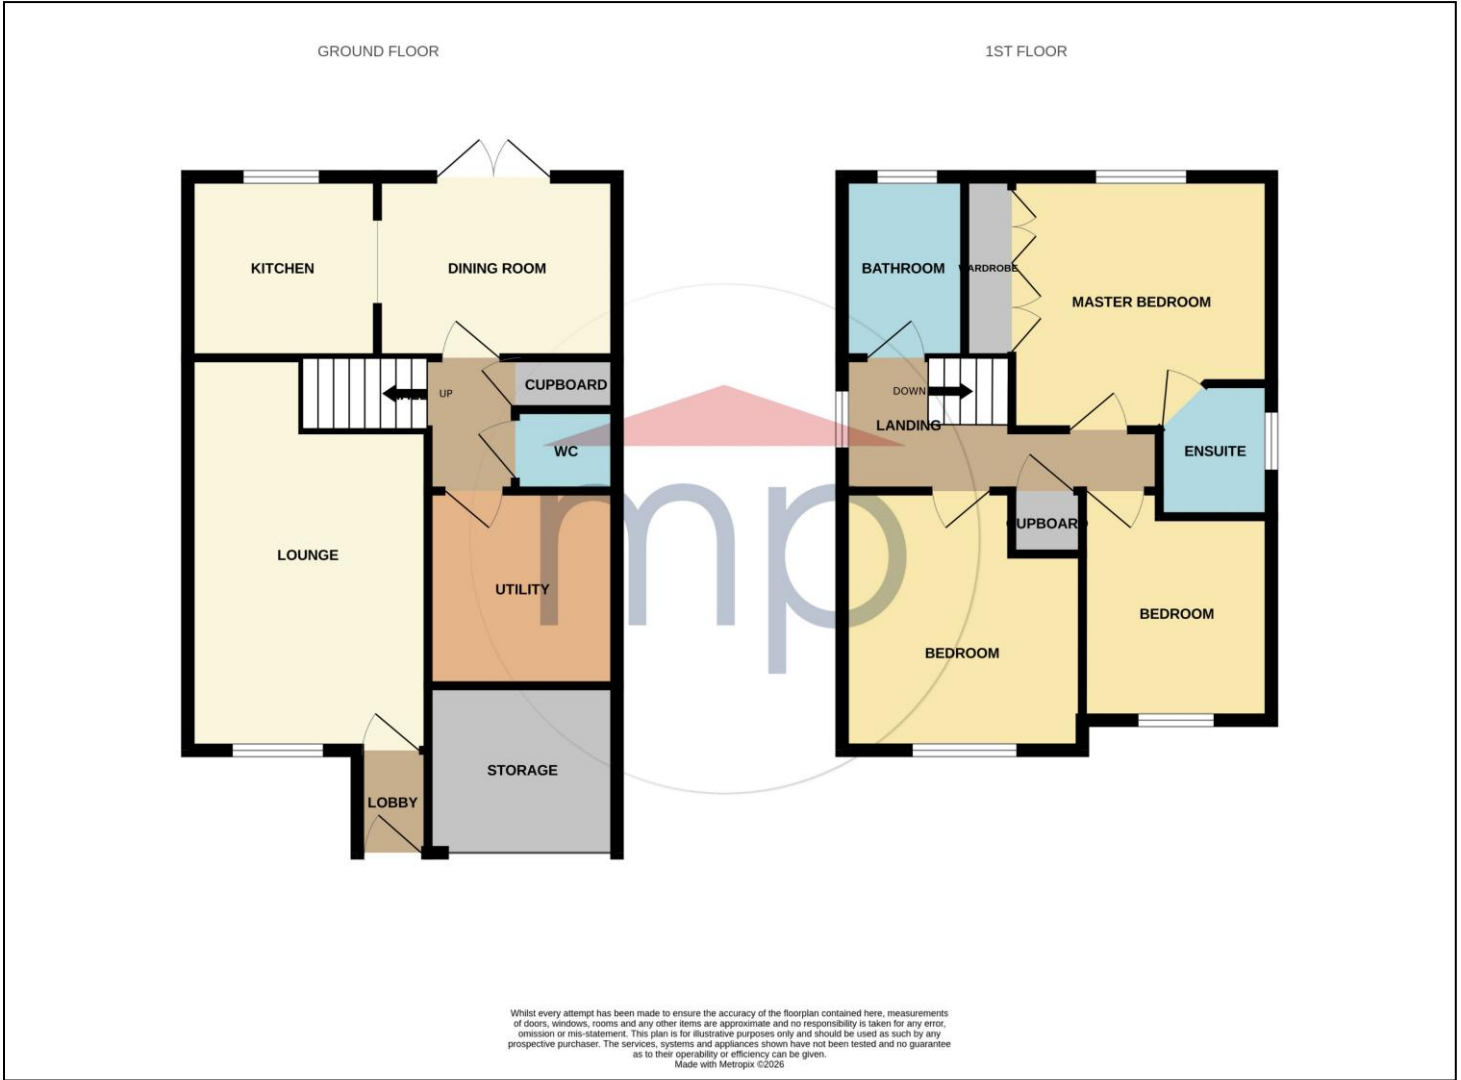 GROUND FLOOR
1ST FLOOR
KITCHEN
DINING ROOM
CUPBOARD
UP
WC
LOUNGE
UTILITY
STORAGE
LOBBY
BATHROOM
WARDROBE
MASTER BEDROOM
DOWN
LANDING
ENSUITE
CUPBOARD
BEDROOM
BEDROOM
mp
Whilst every attempt has been made to ensure the accuracy of the floorplan contained here, measurements
of doors, windows, rooms and any other items are approximate and no responsibility is taken for any error,
omission or mis-statement. This plan is for illustrative purposes only and should be used as such by any
prospective purchaser. The services, systems and appliances shown have not been tested and no guarantee
as to their operability or efficiency can be given.
Made with Metropix ©2026